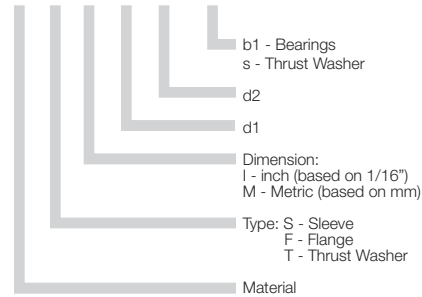 b1 - Bearings
s - Thrust Washer
d2
d1
Dimension:
I - inch (based on 1/16”)
M - Metric (based on mm)
Type: S - Sleeve
F - Flange
T - Thrust Washer
Material